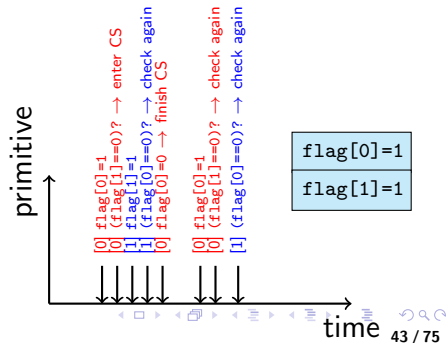 primitive
[0] flag[0]=1
[0] (flag[1]==0)? → enter CS
[1] flag[1]=1
[1] (flag[0]==0)? → check again
[0] flag[0]=0 → finish CS
[0] flag[0]=1
[0] (flag[1]==0)? → check again
[1] (flag[0]==0)? → check again
flag[0]=1
flag[1]=1
time
43 / 75